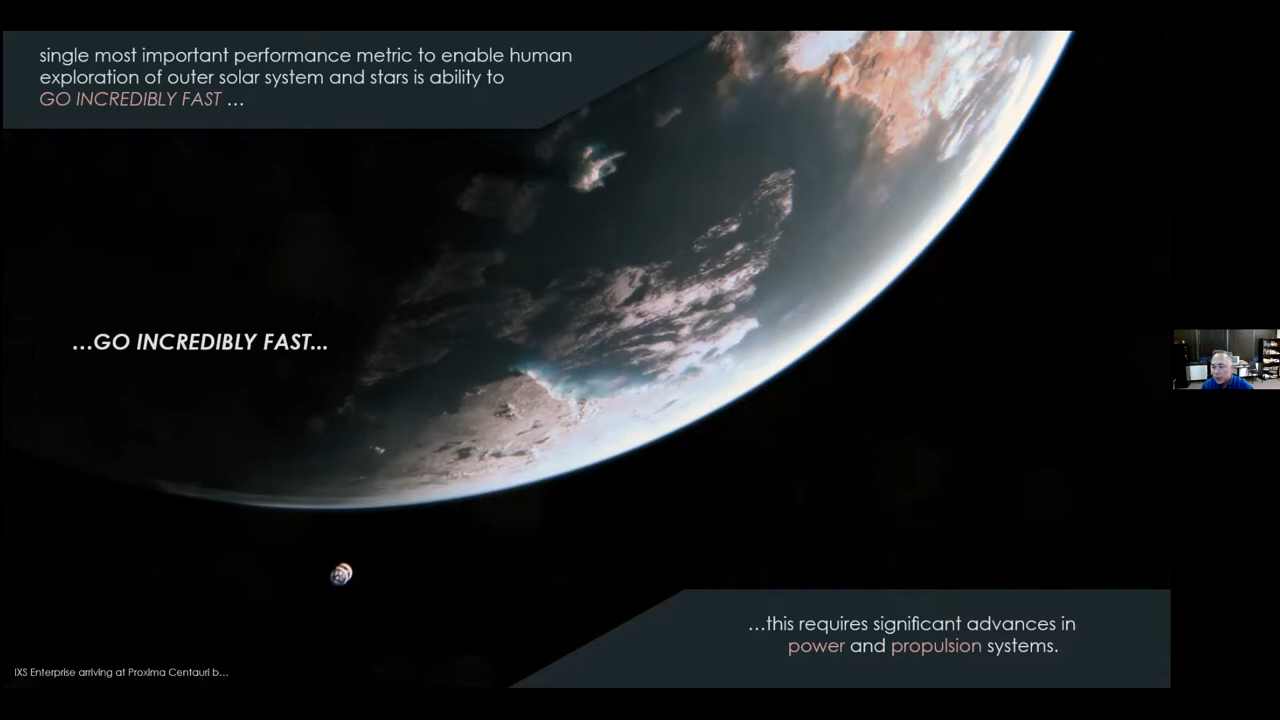 single most important performance metric to enable human
exploration of outer solar system and stars is ability to
GO INCREDIBLY FAST ...
...GO INCREDIBLY FAST...
...this requires significant advances in
power and propulsion systems.
IXS Enterprise arriving at Proxima Centauri b...